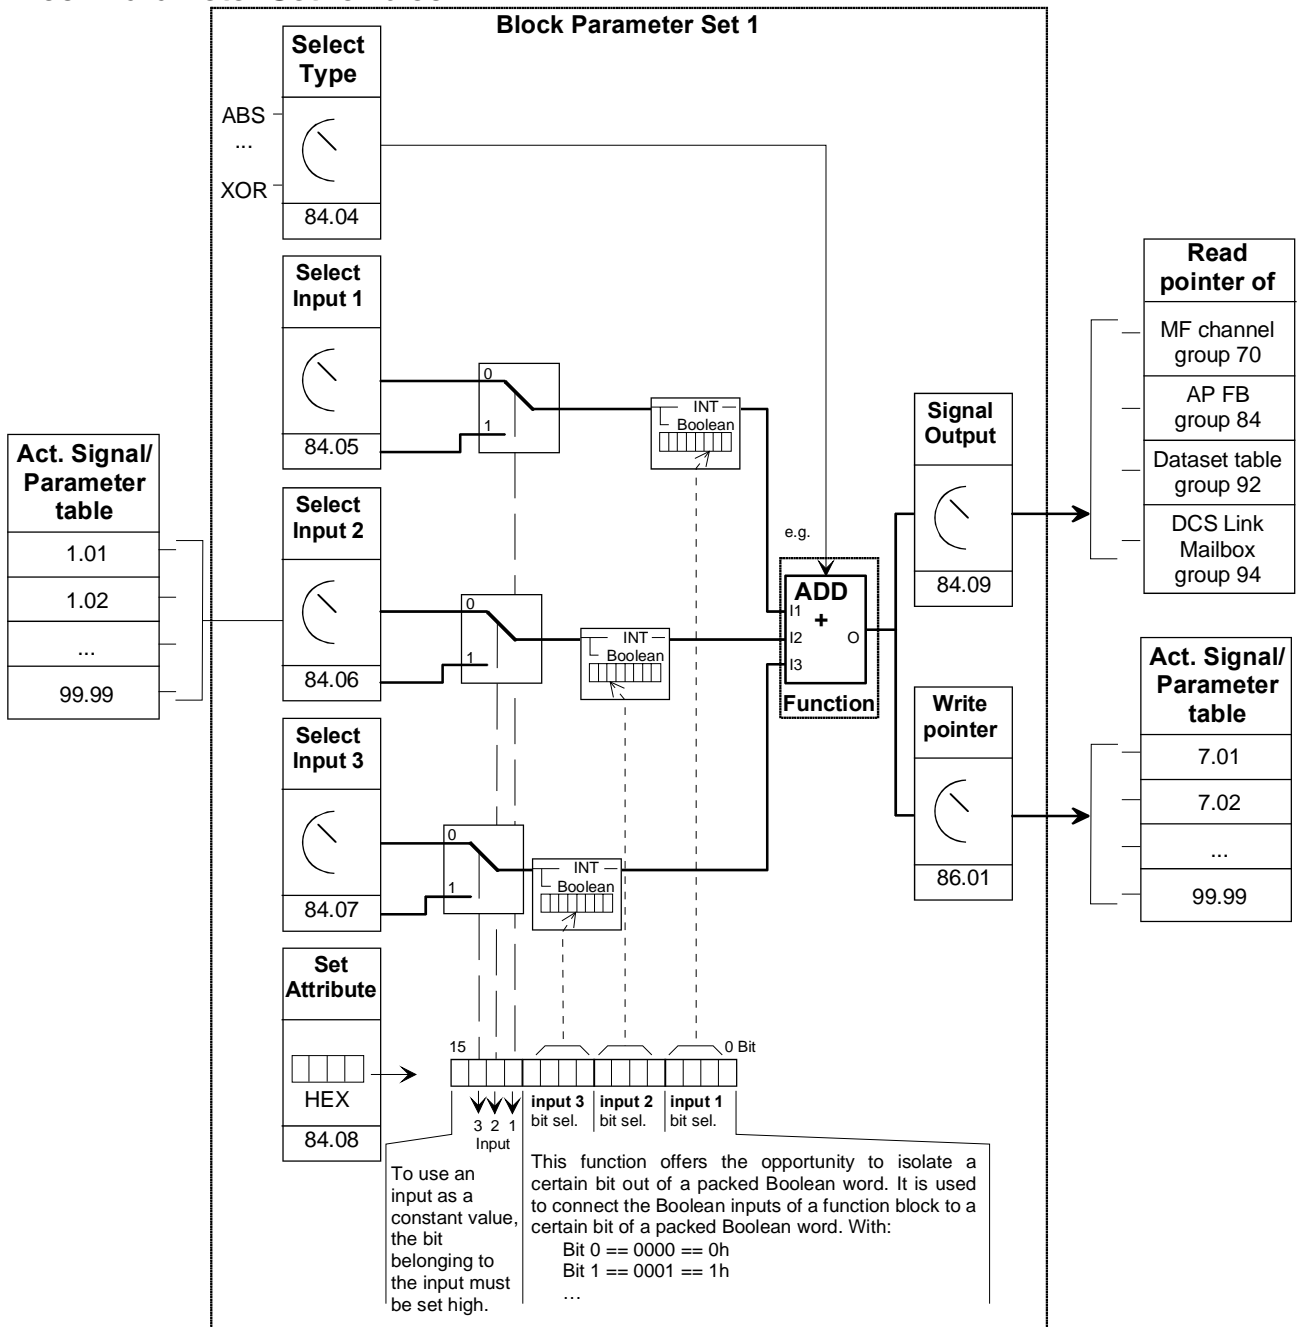 Block Parameter Set 1
Select
Type
ABS
...
XOR
84.04
Select
Input 1
84.05
0
1
INT
Boolean
Act. Signal/
Parameter
table
1.01
1.02
...
99.99
Select
Input 2
84.06
0
1
INT
Boolean
Select
Input 3
84.07
0
1
INT
Boolean
e.g.
ADD
+
I1
I2
I3
O
Function
Signal
Output
84.09
Write
pointer
86.01
Read
pointer of
MF channel
group 70
AP FB
group 84
Dataset table
group 92
DCS Link
Mailbox
group 94
Act. Signal/
Parameter
table
7.01
7.02
...
99.99
Set
Attribute
HEX
84.08
15
0 Bit
3 2 1
Input
input 3
bit sel.
input 2
bit sel.
input 1
bit sel.
To use an
input as a
constant value,
the bit
belonging to
the input must
be set high.
This function offers the opportunity to isolate a
certain bit out of a packed Boolean word. It is used
to connect the Boolean inputs of a function block to a
certain bit of a packed Boolean word. With:
Bit 0 == 0000 == 0h
Bit 1 == 0001 == 1h
…